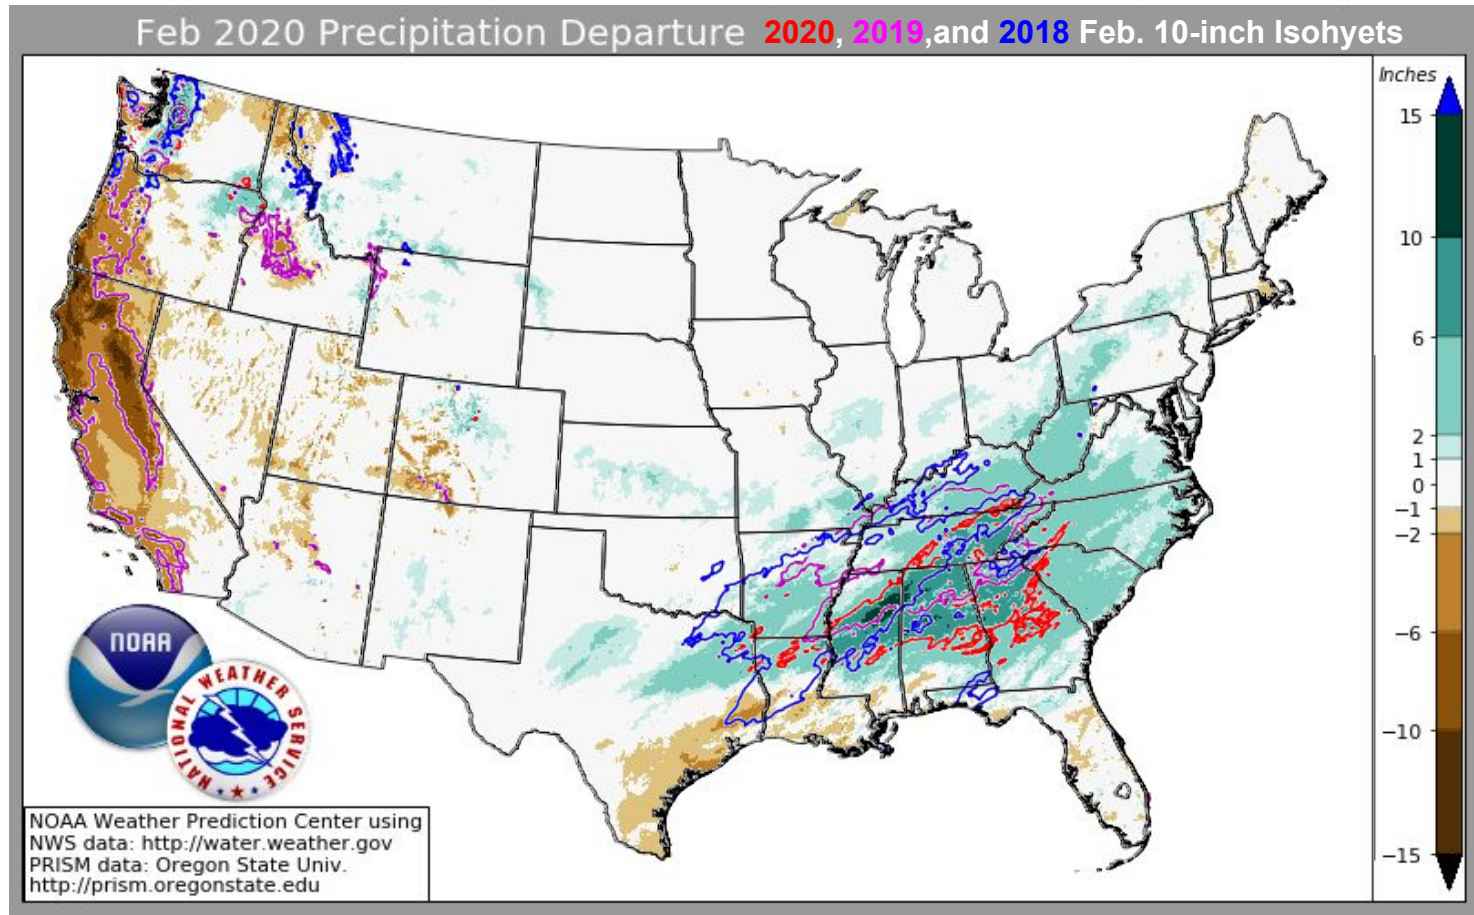 Feb 2020 Precipitation Departure 2020, 2019,and 2018 Feb. 10-inch Isohyets
Inches
15
10
6
2
1
0
−1
−2
−6
−10
−15
NOAA
NATIONAL WEATHER SERVICE
NOAA Weather Prediction Center using
NWS data: http://water.weather.gov
PRISM data: Oregon State Univ.
http://prism.oregonstate.edu